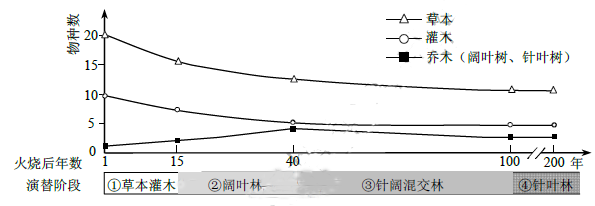 物种数
20
15
10
5
0
草本
灌木
乔木（阔叶树、针叶树）
火烧后年数 1 15 40 100 200 年
演替阶段 ①草本灌木 ②阔叶林 ③针阔混交林 ④针叶林